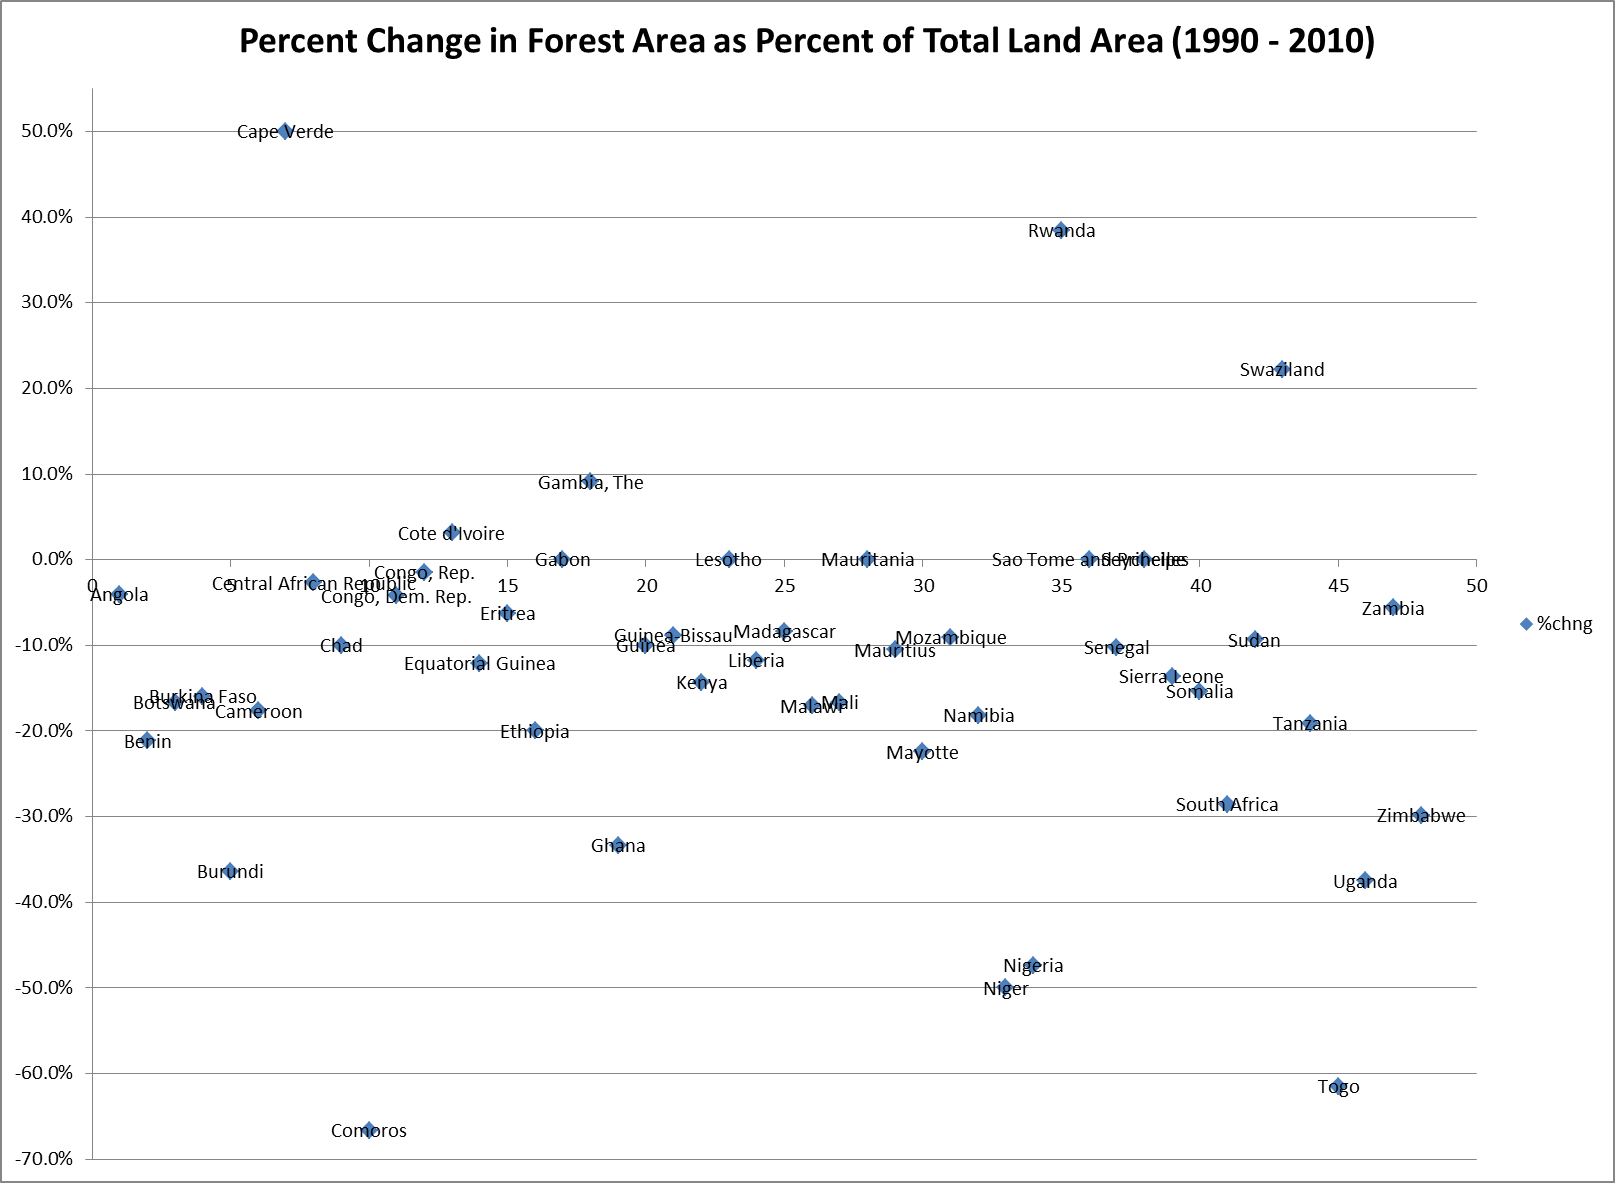 Percent Change in Forest Area as Percent of Total Land Area (1990 - 2010)
50.0%
Cape Verde
40.0%
Rwanda
30.0%
Swaziland
20.0%
10.0%
Gambia, The
Cote d'Ivoire
0.0%
Gabon
Lesotho
Mauritania
Sao Tome and Principe
Seychelles
Congo, Rep.
Central African Republic
0 5 10 15 20 25 30 35 40 45 50
Angola
Congo, Dem. Rep.
Zambia
Eritrea
%chng
Madagascar
Guinea-Bissau
Mozambique
Sudan
-10.0%
Chad
Guinea
Senegal
Mauritius
Liberia
Equatorial Guinea
Sierra Leone
Kenya
Somalia
Burkina Faso
Botswana
Mali
Malawi
Cameroon
Namibia
Tanzania
-20.0%
Ethiopia
Benin
Mayotte
South Africa
-30.0%
Zimbabwe
Ghana
Burundi
Uganda
-40.0%
Nigeria
-50.0%
Niger
-60.0%
Togo
Comoros
-70.0%